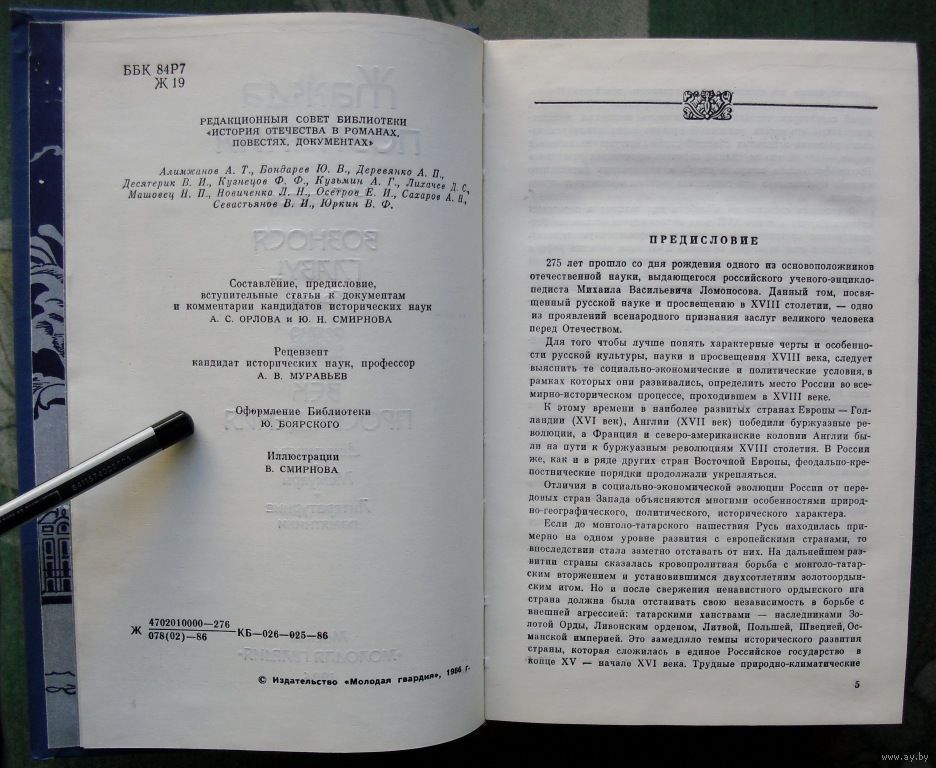 ББК 84Р7
Ж 19
РЕДАКЦИОННЫЙ СОВЕТ БИБЛИОТЕКИ
«ИСТОРИЯ ОТЕЧЕСТВА В РОМАНАХ,
ПОВЕСТЯХ, ДОКУМЕНТАХ»
Алимжанов А. Т., Бондарев Ю. В., Деревянко А. П.,
Десятерик В. И., Кузнецов Ф. Ф., Кузьмин А. Г., Лихачев Д. С.,
Машовец Н. П., Новиченко Л. Н., Осетров Е. И., Сахаров А. Н.,
Севастьянов В. И., Юркин В. Ф.
Составление, предисловие,
вступительные статьи к документам
и комментарии кандидатов исторических наук
А. С. ОРЛОВА и Ю. Н. СМИРНОВА
Рецензент
кандидат исторических наук, профессор
А. В. МУРАВЬЕВ
Оформление Библиотеки
Ю. БОЯРСКОГО
Иллюстрации
В. СМИРНОВА
Ж 4702010000—276
078(02)—86 КБ—026—025—86
© Издательство «Молодая гвардия», 1986 г.
ПРЕДИСЛОВИЕ
275 лет прошло со дня рождения одного из основоположников
отечественной науки, выдающегося российского ученого-энцикло-
педиста Михаила Васильевича Ломоносова. Данный том, посвя-
щенный русской науке и просвещению в XVIII столетии, — одно
из проявлений всенародного признания заслуг великого человека
перед Отечеством.
Для того чтобы лучше понять характерные черты и особенно-
сти русской культуры, науки и просвещения XVIII века, следует
выяснить те социально-экономические и политические условия, в
рамках которых они развивались, определить место России во все-
мирно-историческом процессе, проходившем в XVIII веке.
К этому времени в наиболее развитых странах Европы — Гол-
ландии (XVI век), Англии (XVII век) победили буржуазные ре-
волюции, а Франция и северо-американские колонии Англии бы-
ли на пути к буржуазным революциям XVIII столетия. В России
же, как и в ряде других стран Восточной Европы, феодально-кре-
постнические порядки продолжали укрепляться.
Отличия в социально-экономической эволюции России от пере-
довых стран Запада объясняются многими особенностями природ-
но-географического, политического, исторического характера.
Если до монголо-татарского нашествия Русь находилась при-
мерно на одном уровне развития с европейскими странами, то
впоследствии стала заметно отставать от них. На дальнейшем раз-
витии страны сказалась кровопролитная борьба с монголо-татар-
ским вторжением и установившимся двухсотлетним золотоордын-
ским игом. Но и после свержения ненавистного ордынского ига
страна должна была отстаивать свою независимость в борьбе с
внешней агрессией: татарскими ханствами — наследниками Зо-
лотой Орды, Ливонским орденом, Литвой, Польшей, Швецией, Ос-
манской империей. Это замедляло темпы исторического развития
страны, которая сложилась в единое Российское государство в
конце XV — начале XVI века. Трудные природно-климатические
5
www.ay.by